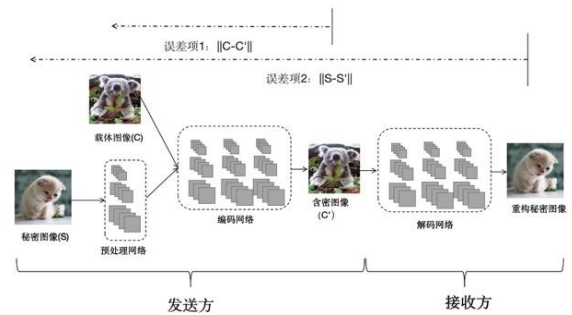 误差项1：||C-C'||
误差项2：||S-S'||
载体图像(C)
秘密图像(S)
预处理网络
编码网络
含密图像
(C')
解码网络
重构秘密图像
发送方
接收方